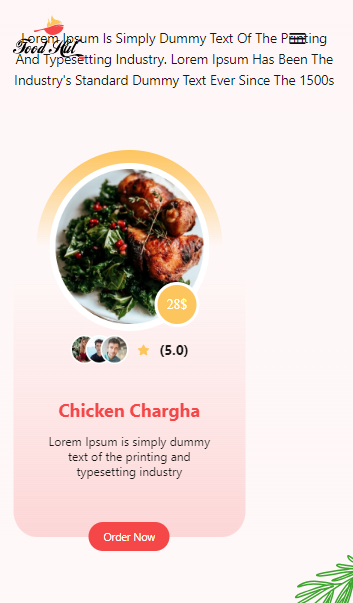 Food Hut
Lorem Ipsum Is Simply Dummy Text Of The Printing
And Typesetting Industry. Lorem Ipsum Has Been The
Industry's Standard Dummy Text Ever Since The 1500s
28$
(5.0)
Chicken Chargha
Lorem Ipsum is simply dummy
text of the printing and
typesetting industry
Order Now